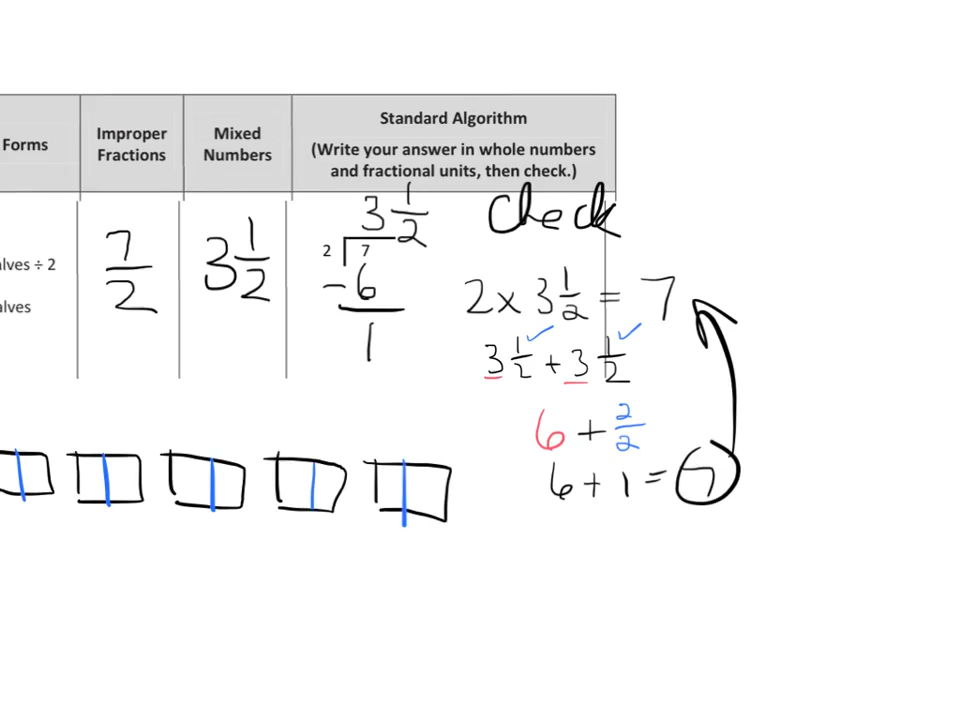 Forms
Improper
Fractions
Mixed
Numbers
Standard Algorithm
(Write your answer in whole numbers
and fractional units, then check.)
alves ÷ 2
alves
7/2
3 1/2
3 1/2
2 7
-6
1
Check
2 x 3 1/2 = 7
3 1/2 + 3 1/2
6 + 2/2
6 + 1 = 7